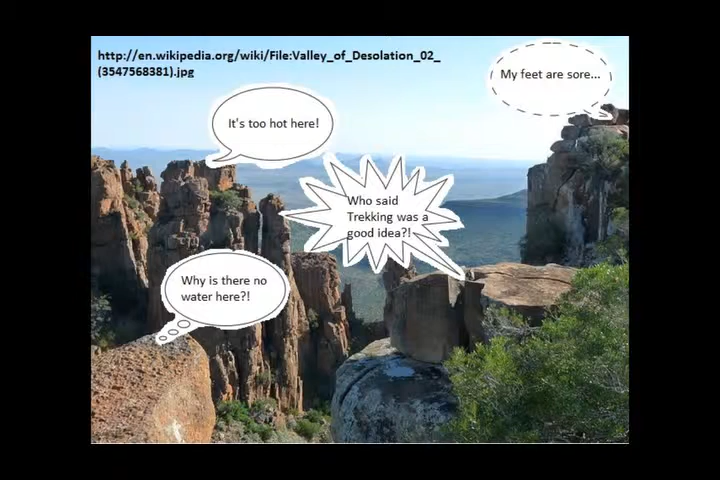 http://en.wikipedia.org/wiki/File:Valley_of_Desolation_02_
(3547568381).jpg
My feet are sore...
It's too hot here!
Who said
Trekking was a
good idea?!
Why is there no
water here?!